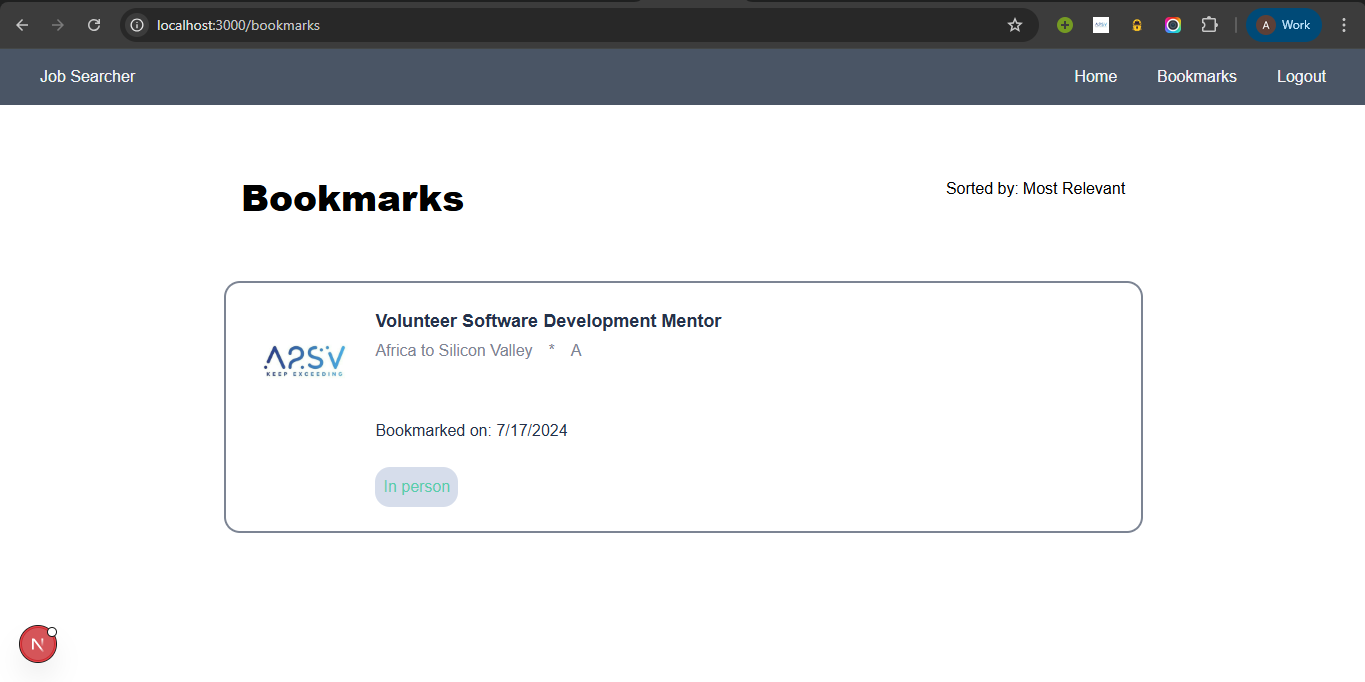 localhost:3000/bookmarks
A Work
Job Searcher Home Bookmarks Logout
Bookmarks
Sorted by: Most Relevant
Volunteer Software Development Mentor
Africa to Silicon Valley * A
A2SV
KEEP EXCEEDING
Bookmarked on: 7/17/2024
In person
N